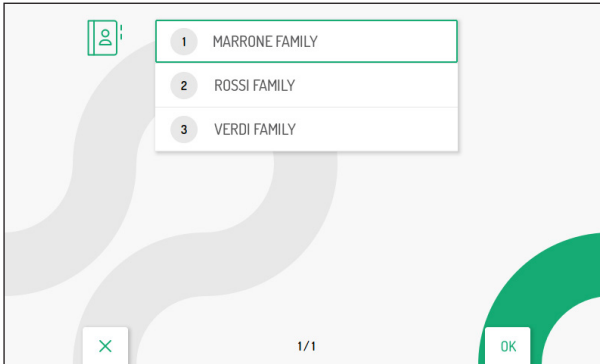 1 MARRONE FAMILY
2 ROSSI FAMILY
3 VERDI FAMILY
1/1 OK